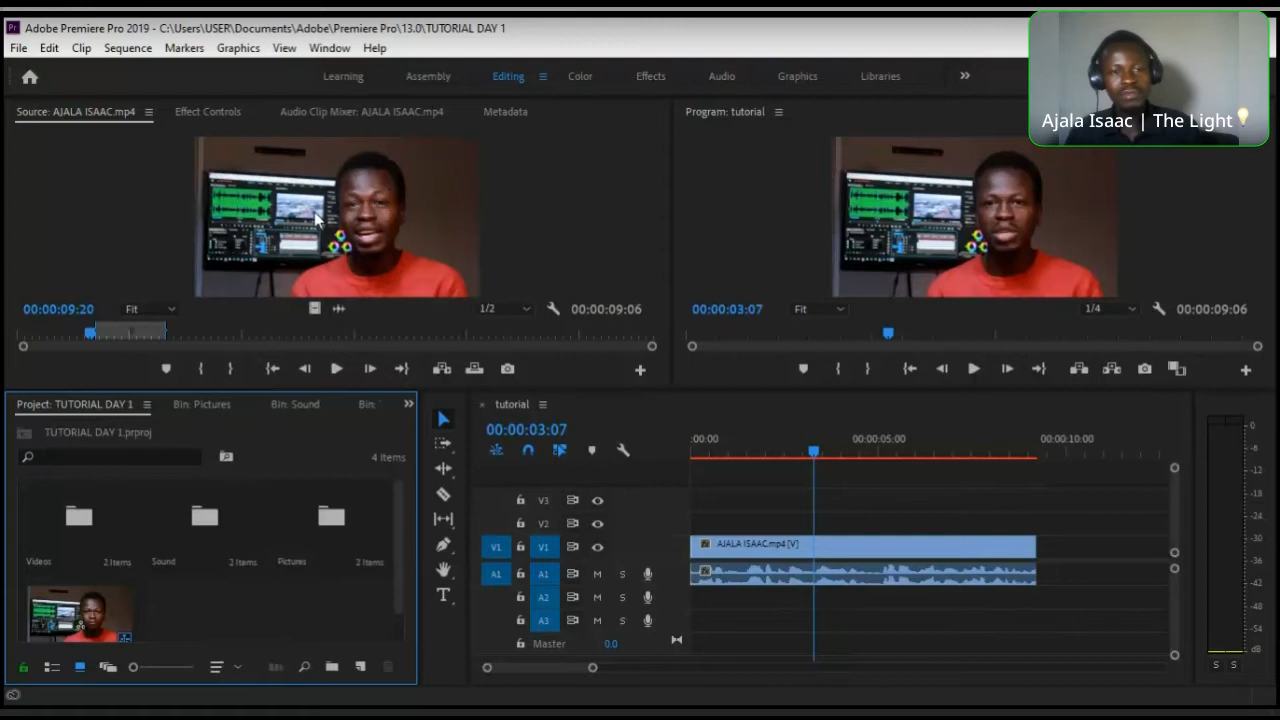 Adobe Premiere Pro 2019 - C:\Users\USER\Documents\Adobe\Premiere Pro\13.0\TUTORIAL DAY 1
File Edit Clip Sequence Markers Graphics View Window Help
Learning Assembly Editing Color Effects Audio Graphics Libraries
Ajala Isaac | The Light
Source: AJALA ISAAC.mp4 Effect Controls Audio Clip Mixer: AJALA ISAAC.mp4 Metadata
Program: tutorial
00:00:09:20 Fit 1/2 00:00:09:06
00:00:03:07 Fit 1/4 00:00:09:06
Project: TUTORIAL DAY 1 Bin: Pictures Bin: Sound Bin:
TUTORIAL DAY 1.prproj
4 Items
Videos 2 Items Sound 2 Items Pictures 2 Items
tutorial
00:00:03:07
:00:00 00:00:05:00 00:00:10:00
V3
V2
V1 V1 AJALA ISAAC.mp4 [V]
A1 A1 M S
A2 M S
A3 M S
Master 0.0
0
-6
-12
-18
-24
-30
-36
-42
-48
-54
dB
S S